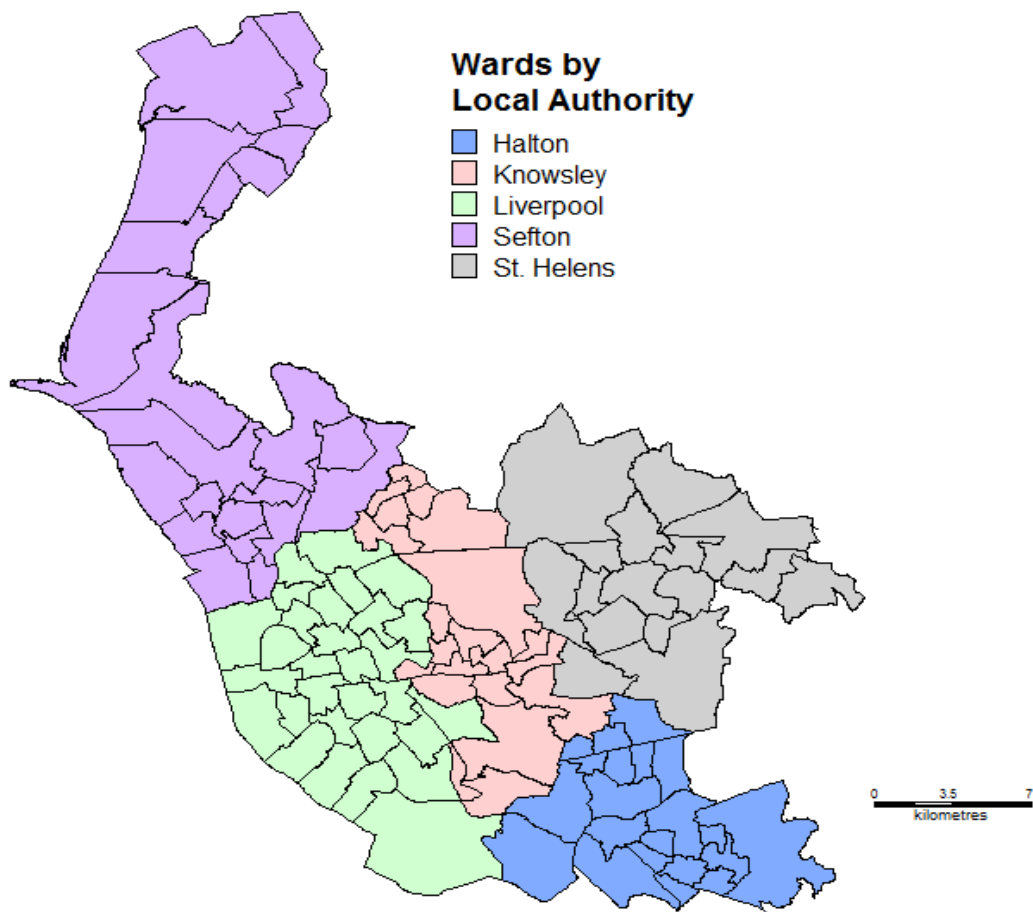 Wards by
Local Authority
Halton
Knowsley
Liverpool
Sefton
St. Helens
0 3.5 7
kilometres